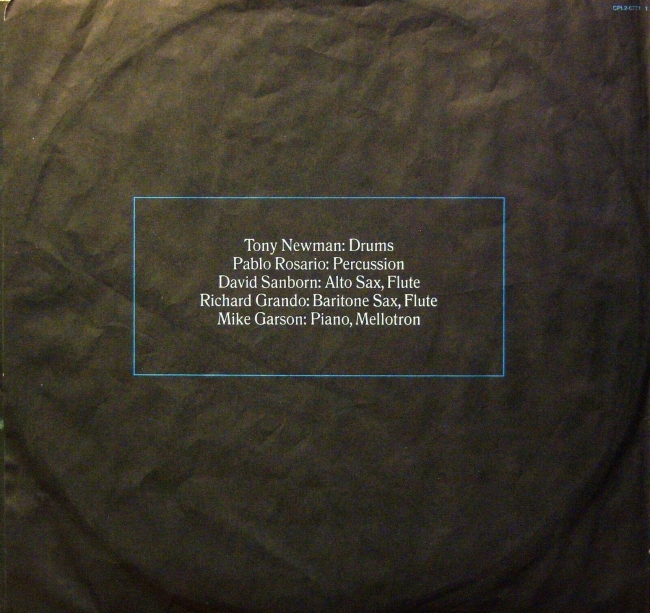 Tony Newman: Drums
Pablo Rosario: Percussion
David Sanborn: Alto Sax, Flute
Richard Grando: Baritone Sax, Flute
Mike Garson: Piano, Mellotron